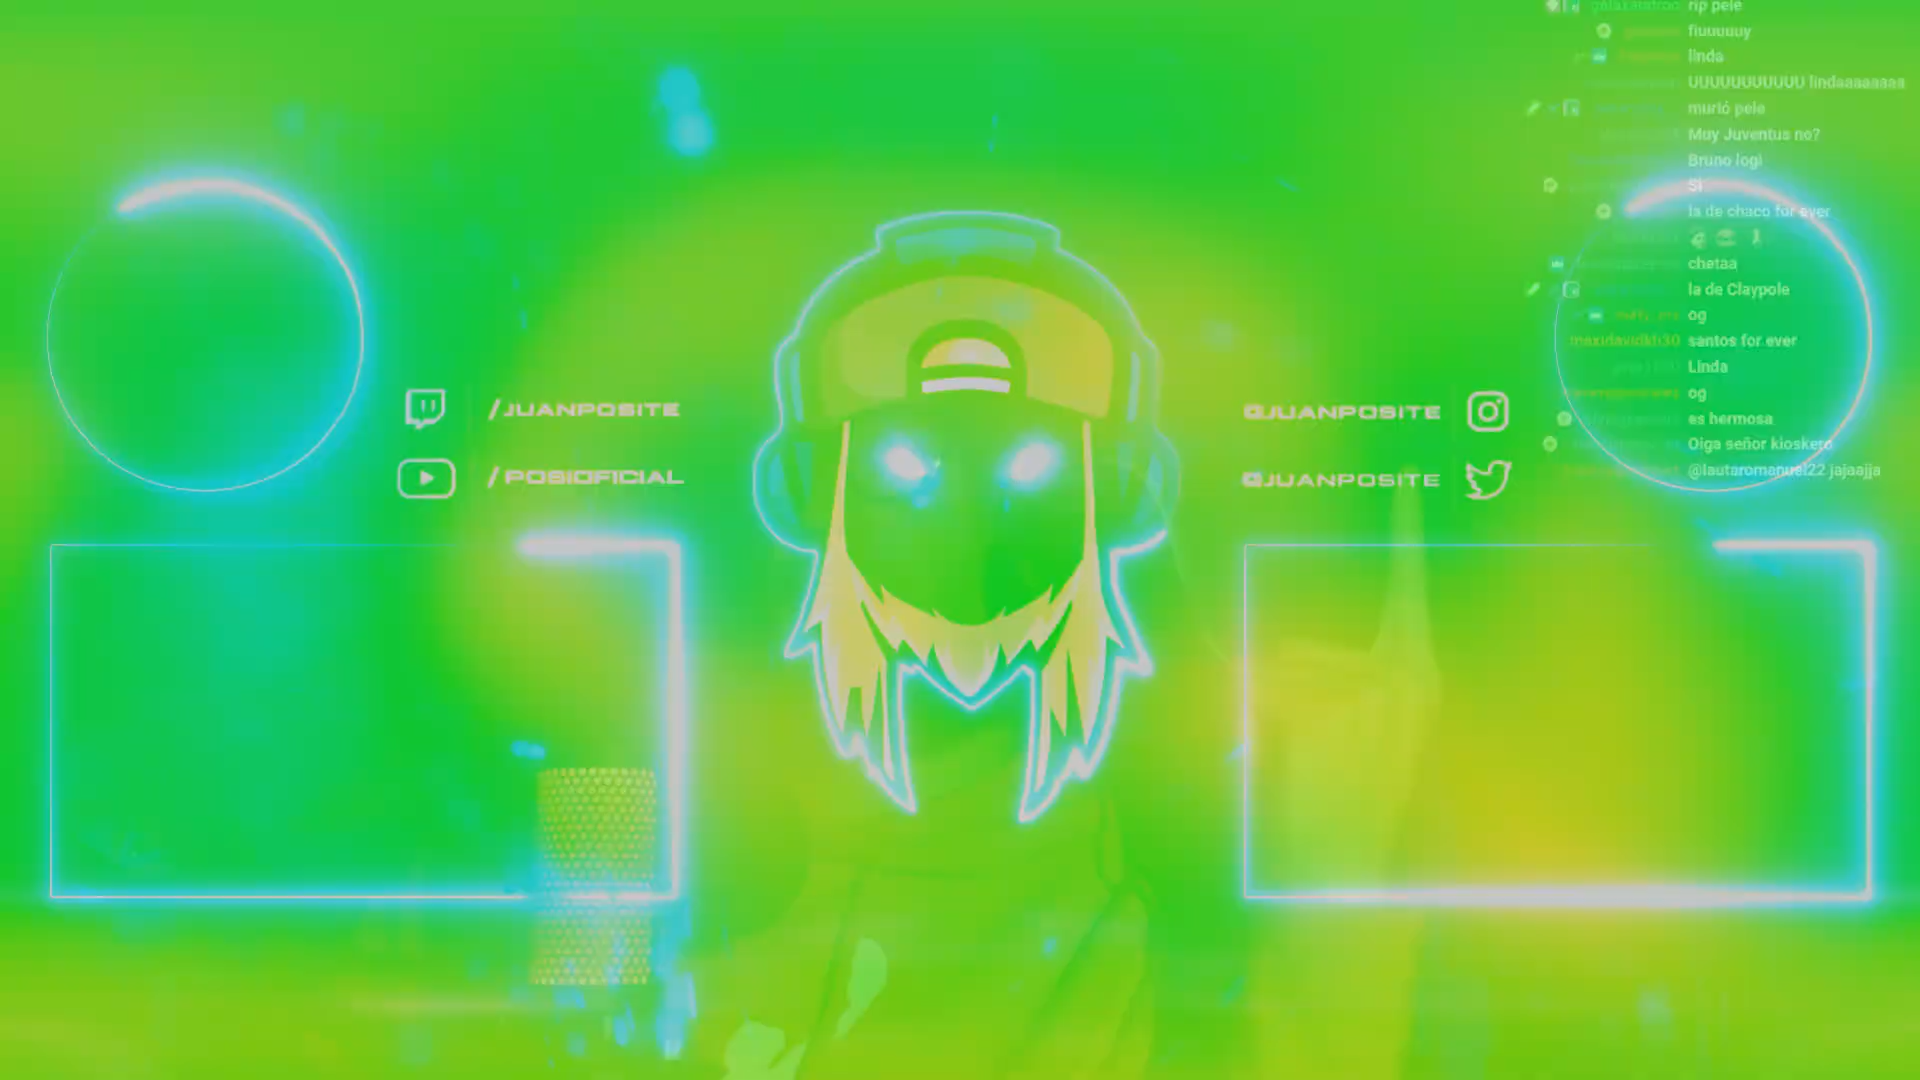 /JUANPOSITE
/POSIOFICIAL
@JUANPOSITE
@JUANPOSITE
rip pele
fiuuuuuy
linda
UUUUUUUUUUU lindaaaaaaaa
murió pele
Muy Juventus no?
Bruno logi
Si
la de chaco for ever
chetaa
la de Claypole
og
maxidavidkb30 santos for ever
Linda
og
es hermosa
Oiga señor kioskero
@lautaromanuel22 jajaajja